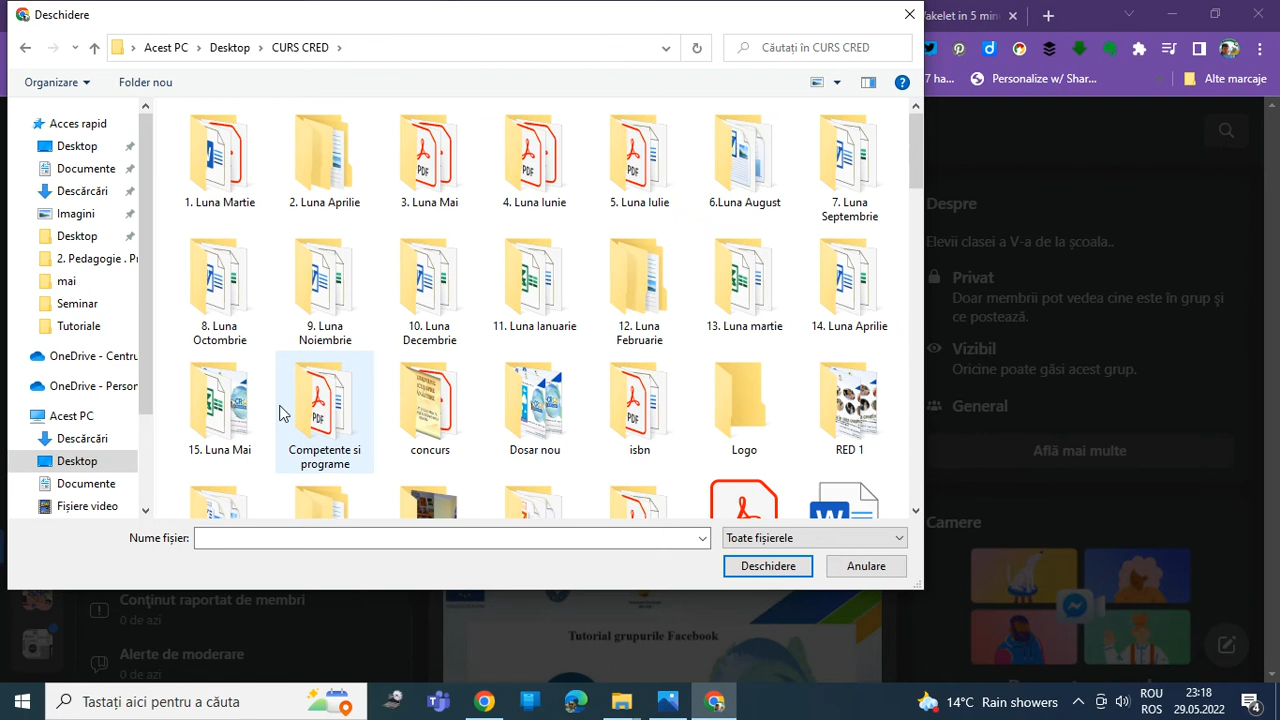 Deschidere
Wakelet in 5 minu
Acest PC
Desktop
CURS CRED
Căutați în CURS CRED
Organizare
Folder nou
7 ha...
Personalize w/ Shar...
Alte marcaje
Acces rapid
Desktop
Documente
Descărcări
Imagini
Desktop
2. Pedagogie . Pr
mai
Seminar
Tutoriale
OneDrive - Centru
OneDrive - Person
Acest PC
Descărcări
Desktop
Documente
Fișiere video
1. Luna Martie
2. Luna Aprilie
3. Luna Mai
4. Luna Iunie
5. Luna Iulie
6.Luna August
7. Luna
Septembrie
8. Luna
Octombrie
9. Luna
Noiembrie
10. Luna
Decembrie
11. Luna Ianuarie
12. Luna
Februarie
13. Luna martie
14. Luna Aprilie
15. Luna Mai
Competente si
programe
concurs
Dosar nou
isbn
Logo
RED 1
Nume fișier:
Toate fișierele
Deschidere
Anulare
Despre
Elevii clasei a V-a de la școala..
Privat
Doar membrii pot vedea cine este în grup și
ce postează.
Vizibil
Oricine poate găsi acest grup.
General
Află mai multe
Camere
Conținut raportat de membri
0 de azi
Alerte de moderare
0 de azi
Tutorial grupurile Facebook
Tastați aici pentru a căuta
14°C Rain showers
ROU
ROS
23:18
29.05.2022
4